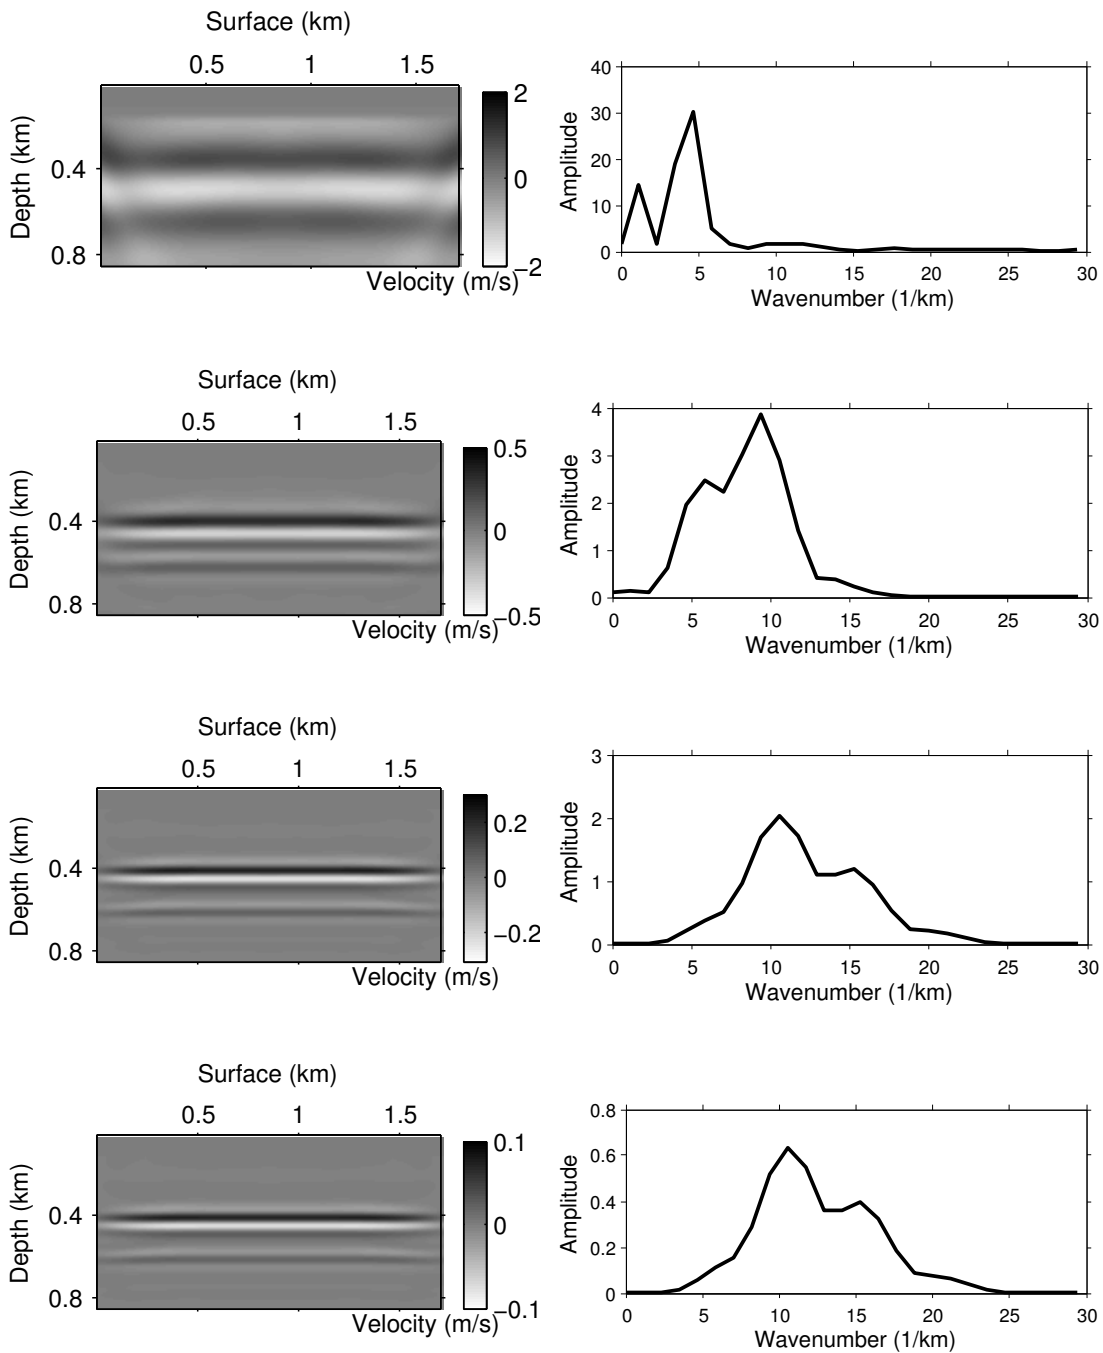 Surface (km)
0.5 1 1.5
Depth (km)
0.4
0.8
2
0
−2
Velocity (m/s)
Amplitude
40
30
20
10
0
0 5 10 15 20 25 30
Wavenumber (1/km)
Surface (km)
0.5 1 1.5
Depth (km)
0.4
0.8
0.5
0
−0.5
Velocity (m/s)
Amplitude
4
3
2
1
0
0 5 10 15 20 25 30
Wavenumber (1/km)
Surface (km)
0.5 1 1.5
Depth (km)
0.4
0.8
0.2
0
−0.2
Velocity (m/s)
Amplitude
3
2
1
0
0 5 10 15 20 25 30
Wavenumber (1/km)
Surface (km)
0.5 1 1.5
Depth (km)
0.4
0.8
0.1
0
−0.1
Velocity (m/s)
Amplitude
0.8
0.6
0.4
0.2
0
0 5 10 15 20 25 30
Wavenumber (1/km)